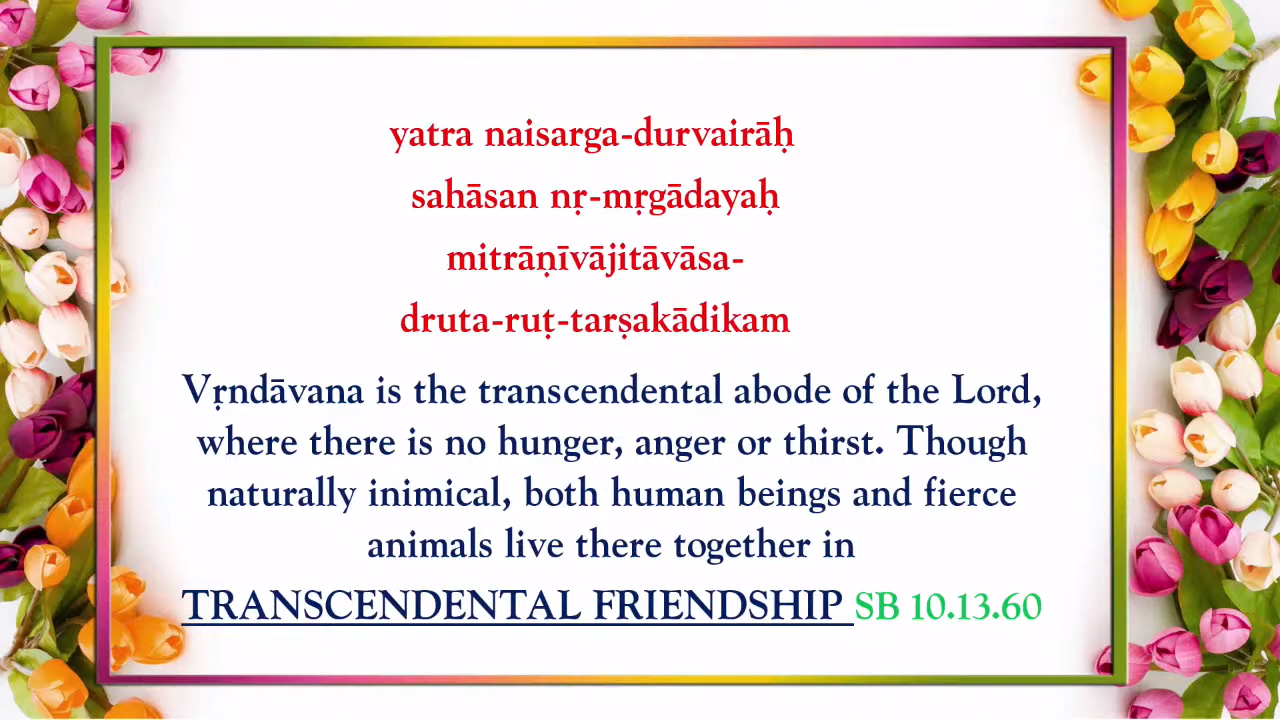 yatra naisarga-durvairāḥ
sahāsan nṛ-mṛgādayaḥ
mitrāṇīvājitāvāsa-
druta-ruṭ-tarṣakādikam
Vṛndāvana is the transcendental abode of the Lord,
where there is no hunger, anger or thirst. Though
naturally inimical, both human beings and fierce
animals live there together in
TRANSCENDENTAL FRIENDSHIP SB 10.13.60